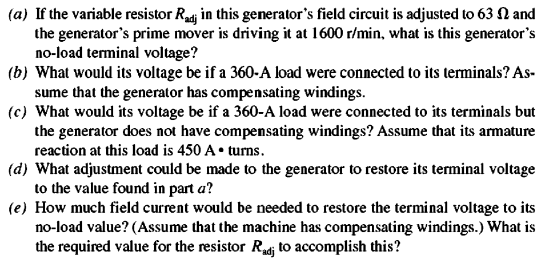 (a) If the variable resistor Radj in this generator's field circuit is adjusted to 63 Ω and
the generator's prime mover is driving it at 1600 r/min, what is this generator's
no-load terminal voltage?
(b) What would its voltage be if a 360-A load were connected to its terminals? As-
sume that the generator has compensating windings.
(c) What would its voltage be if a 360-A load were connected to its terminals but
the generator does not have compensating windings? Assume that its armature
reaction at this load is 450 A • turns.
(d) What adjustment could be made to the generator to restore its terminal voltage
to the value found in part a?
(e) How much field current would be needed to restore the terminal voltage to its
no-load value? (Assume that the machine has compensating windings.) What is
the required value for the resistor Radj to accomplish this?